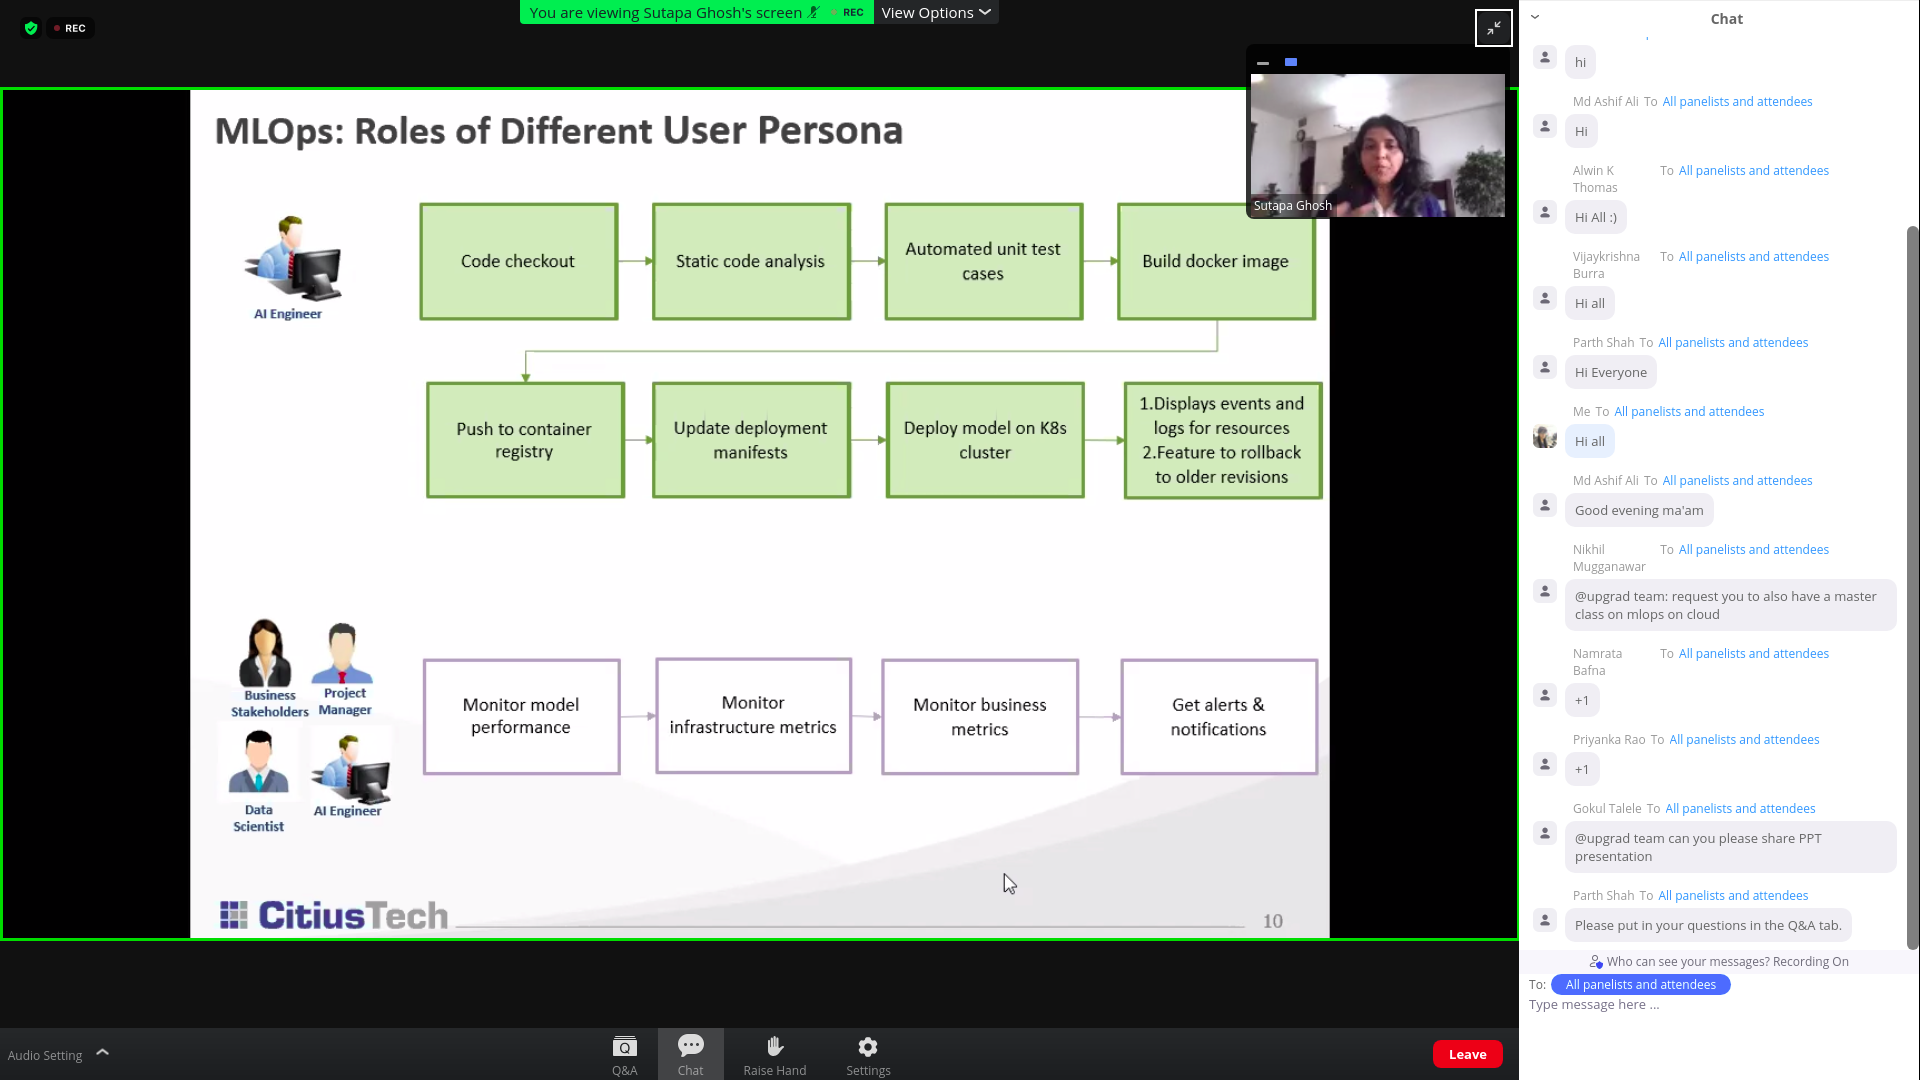 You are viewing Sutapa Ghosh's screen
REC
View Options
REC
MLOps: Roles of Different User Persona
Sutapa Ghosh
AI Engineer
Code checkout
Static code analysis
Automated unit test
cases
Build docker image
Push to container
registry
Update deployment
manifests
Deploy model on K8s
cluster
1.Displays events and
logs for resources
2.Feature to rollback
to older revisions
Business
Stakeholders
Project
Manager
Data
Scientist
AI Engineer
Monitor model
performance
Monitor
infrastructure metrics
Monitor business
metrics
Get alerts &
notifications
CitiusTech
10
Audio Setting
Q&A
Chat
Raise Hand
Settings
Leave
Chat
hi
Md Ashif Ali To All panelists and attendees
Hi
Alwin K
Thomas
To All panelists and attendees
Hi All :)
Vijaykrishna
Burra
To All panelists and attendees
Hi all
Parth Shah To All panelists and attendees
Hi Everyone
Me To All panelists and attendees
Hi all
Md Ashif Ali To All panelists and attendees
Good evening ma'am
Nikhil
Mugganawar
To All panelists and attendees
@upgrad team: request you to also have a master
class on mlops on cloud
Namrata
Bafna
To All panelists and attendees
+1
Priyanka Rao To All panelists and attendees
+1
Gokul Talele To All panelists and attendees
@upgrad team can you please share PPT
presentation
Parth Shah To All panelists and attendees
Please put in your questions in the Q&A tab.
Who can see your messages? Recording On
To: All panelists and attendees
Type message here ...